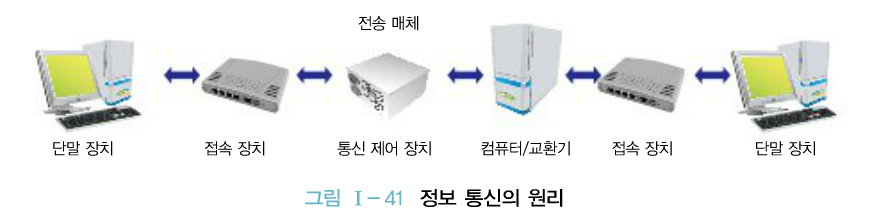 전송 매체
단말 장치 접속 장치 통신 제어 장치 컴퓨터/교환기 접속 장치 단말 장치
그림 Ⅰ-41 정보 통신의 원리